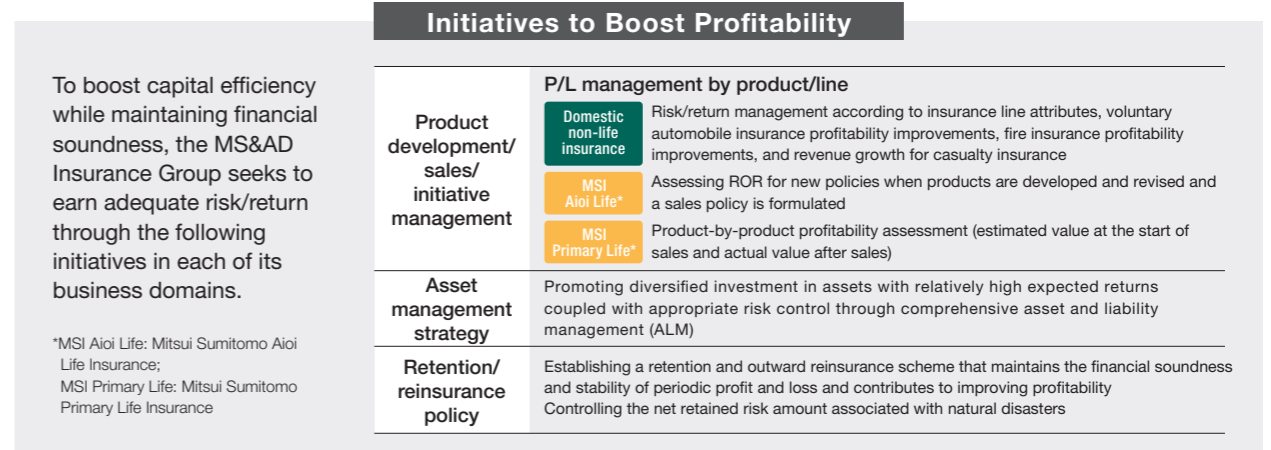 Initiatives to Boost Profitability
To boost capital efficiency
while maintaining financial
soundness, the MS&AD
Insurance Group seeks to
earn adequate risk/return
through the following
initiatives in each of its
business domains.
*MSI Aioi Life: Mitsui Sumitomo Aioi
Life Insurance;
MSI Primary Life: Mitsui Sumitomo
Primary Life Insurance
Product
development/
sales/
initiative
management
P/L management by product/line
Domestic
non-life
insurance
Risk/return management according to insurance line attributes, voluntary
automobile insurance profitability improvements, fire insurance profitability
improvements, and revenue growth for casualty insurance
MSI
Aioi Life*
Assessing ROR for new policies when products are developed and revised and
a sales policy is formulated
MSI
Primary Life*
Product-by-product profitability assessment (estimated value at the start of
sales and actual value after sales)
Asset
management
strategy
Promoting diversified investment in assets with relatively high expected returns
coupled with appropriate risk control through comprehensive asset and liability
management (ALM)
Retention/
reinsurance
policy
Establishing a retention and outward reinsurance scheme that maintains the financial soundness
and stability of periodic profit and loss and contributes to improving profitability
Controlling the net retained risk amount associated with natural disasters